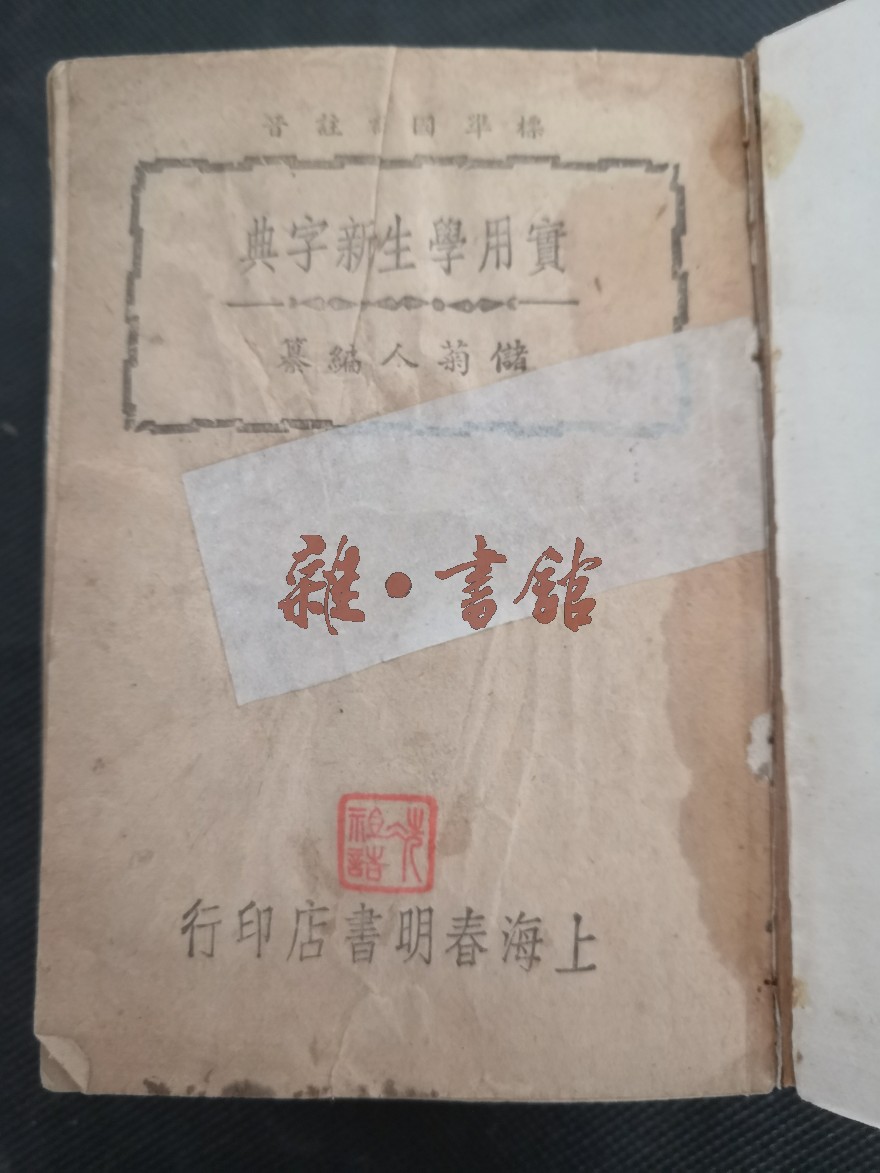 標準國音註音
實用學生新字典
儲菊人編纂
雜·書館
上海春明書店印行